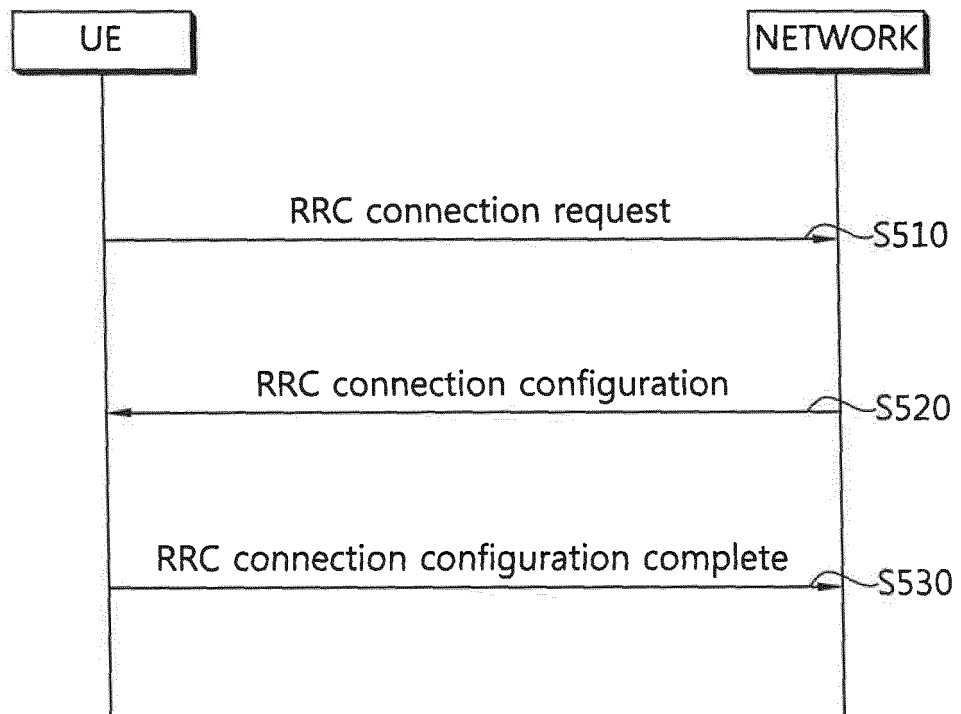 UE
NETWORK
RRC connection request
S510
RRC connection configuration
S520
RRC connection configuration complete
S530